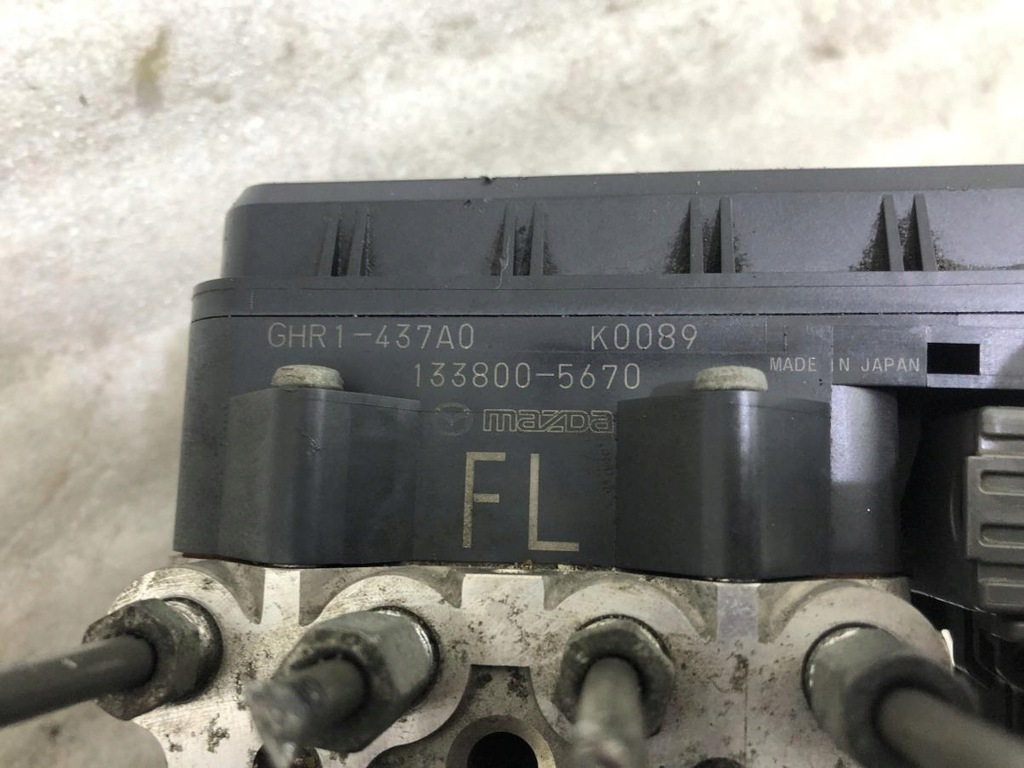 GHR1-437A0 K0089
133800-5670
MADE IN JAPAN
mazda
FL